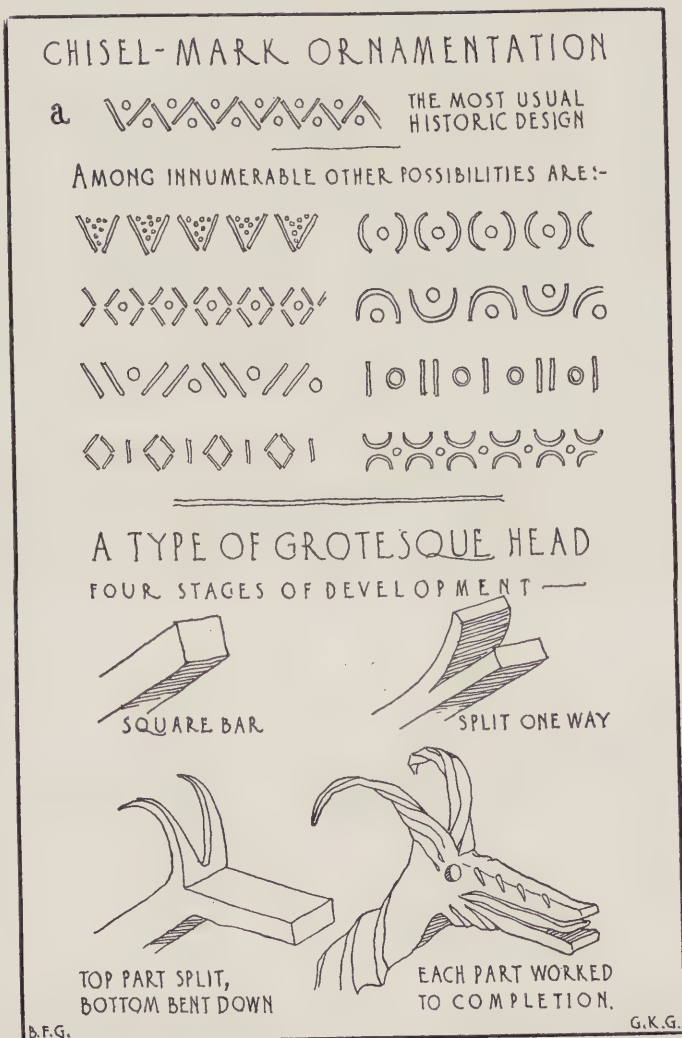 CHISEL-MARK ORNAMENTATION
a
THE MOST USUAL
HISTORIC DESIGN
AMONG INNUMERABLE OTHER POSSIBILITIES ARE:-
A TYPE OF GROTESQUE HEAD
FOUR STAGES OF DEVELOPMENT —
SQUARE BAR
SPLIT ONE WAY
TOP PART SPLIT,
BOTTOM BENT DOWN
EACH PART WORKED
TO COMPLETION.
B.F.G.
G.K.G.